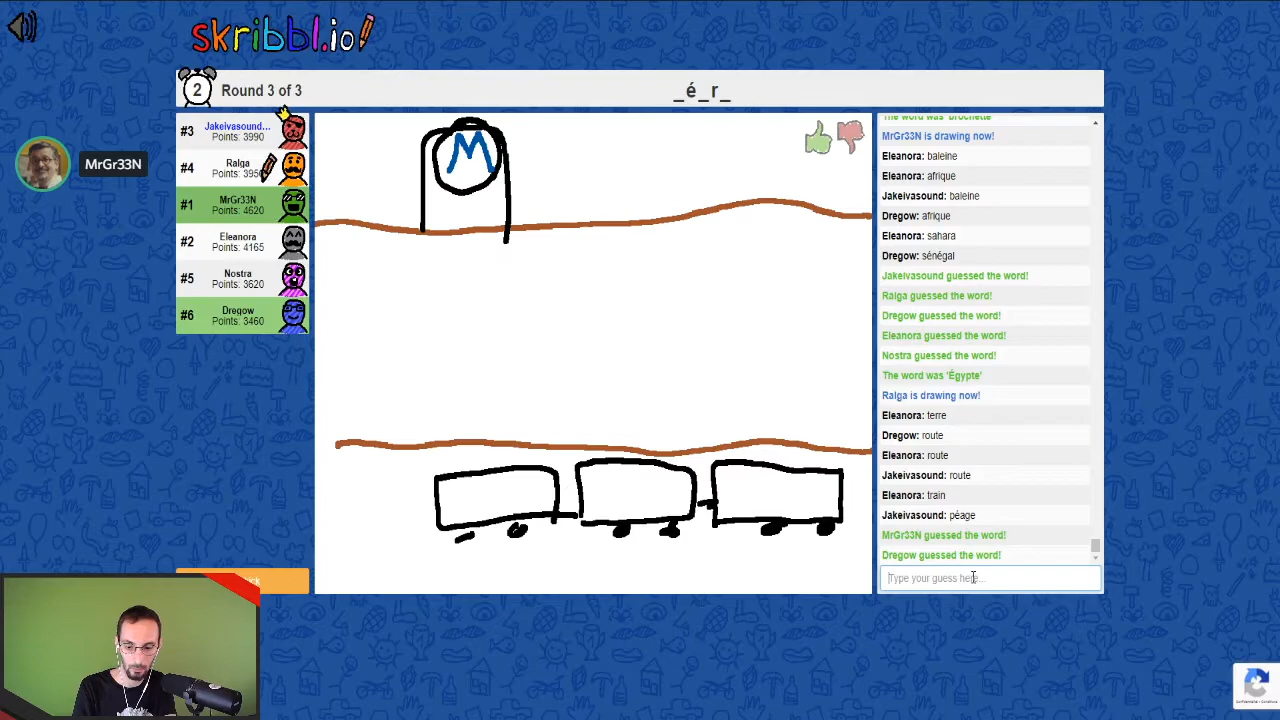 skribbl.io
2
Round 3 of 3
_é_r_
MrGr33N
#3
Jakeivasound...
Points: 3990
#4
Ralga
Points: 3950
#1
MrGr33N
Points: 4620
#2
Eleanora
Points: 4165
#5
Nostra
Points: 3620
#6
Dregow
Points: 3460
M
The word was 'Brochette'
MrGr33N is drawing now!
Eleanora: baleine
Eleanora: afrique
Jakeivasound: baleine
Dregow: afrique
Eleanora: sahara
Dregow: sénégal
Jakeivasound guessed the word!
Ralga guessed the word!
Dregow guessed the word!
Eleanora guessed the word!
Nostra guessed the word!
The word was 'Égypte'
Ralga is drawing now!
Eleanora: terre
Dregow: route
Eleanora: route
Jakeivasound: route
Eleanora: train
Jakeivasound: péage
MrGr33N guessed the word!
Dregow guessed the word!
Type your guess here...